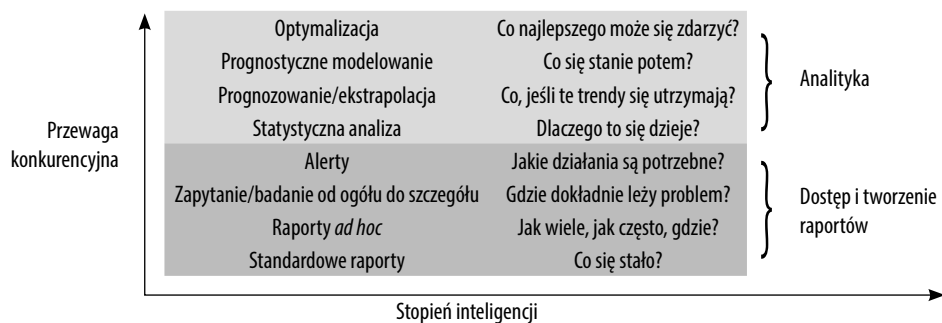 Optymalizacja Co najlepszego może się zdarzyć?
Prognostyczne modelowanie Co się stanie potem?
Prognozowanie/ekstrapolacja Co, jeśli te trendy się utrzymają?
Statystyczna analiza Dlaczego to się dzieje?
Analityka
Przewaga
konkurencyjna
Alerty Jakie działania są potrzebne?
Zapytanie/badanie od ogółu do szczegółu Gdzie dokładnie leży problem?
Raporty ad hoc Jak wiele, jak często, gdzie?
Standardowe raporty Co się stało?
Dostęp i tworzenie
raportów
Stopień inteligencji